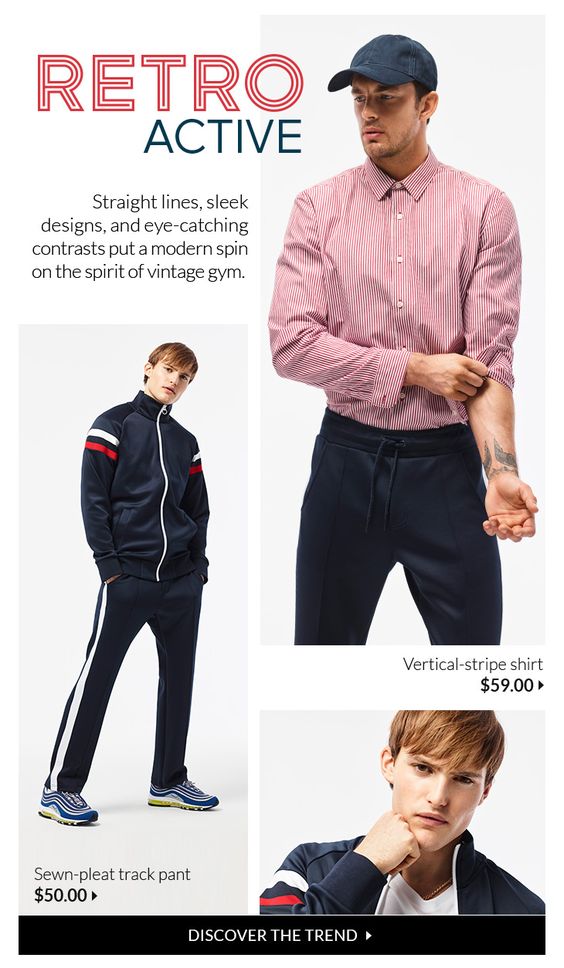 RETRO
ACTIVE
Straight lines, sleek
designs, and eye-catching
contrasts put a modern spin
on the spirit of vintage gym.
Vertical-stripe shirt
$59.00
Sewn-pleat track pant
$50.00
DISCOVER THE TREND